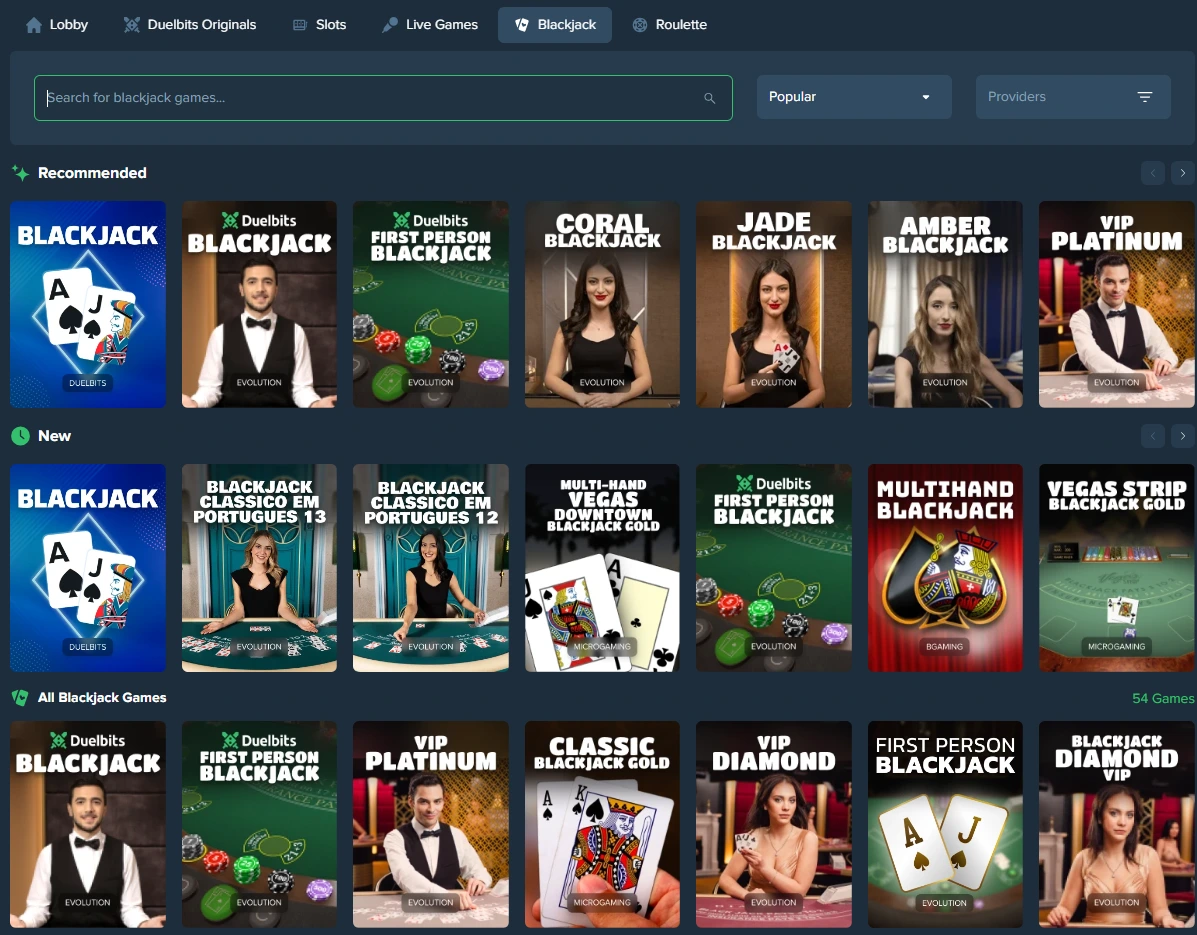 Lobby
Duelbits Originals
Slots
Live Games
Blackjack
Roulette
Search for blackjack games...
Popular
Providers
Recommended
BLACKJACK
A
J
DUELBITS
Duelbits
BLACKJACK
EVOLUTION
Duelbits
FIRST PERSON
BLACKJACK
EVOLUTION
CORAL
BLACKJACK
EVOLUTION
JADE
BLACKJACK
A
EVOLUTION
AMBER
BLACKJACK
EVOLUTION
VIP
PLATINUM
EVOLUTION
New
BLACKJACK
A
J
DUELBITS
BLACKJACK
CLASSICO EM
PORTUGUES 13
EVOLUTION
BLACKJACK
CLASSICO EM
PORTUGUES 12
EVOLUTION
MULTI-HAND
VEGAS
DOWNTOWN
BLACKJACK GOLD
A
MICROGAMING
Duelbits
FIRST PERSON
BLACKJACK
EVOLUTION
MULTIHAND
BLACKJACK
BGAMING
VEGAS STRIP
BLACKJACK GOLD
MICROGAMING
All Blackjack Games
54 Games
Duelbits
BLACKJACK
EVOLUTION
Duelbits
FIRST PERSON
BLACKJACK
EVOLUTION
VIP
PLATINUM
EVOLUTION
CLASSIC
BLACKJACK GOLD
A
K
MICROGAMING
VIP
DIAMOND
EVOLUTION
FIRST PERSON
BLACKJACK
A
J
EVOLUTION
BLACKJACK
DIAMOND
VIP
EVOLUTION